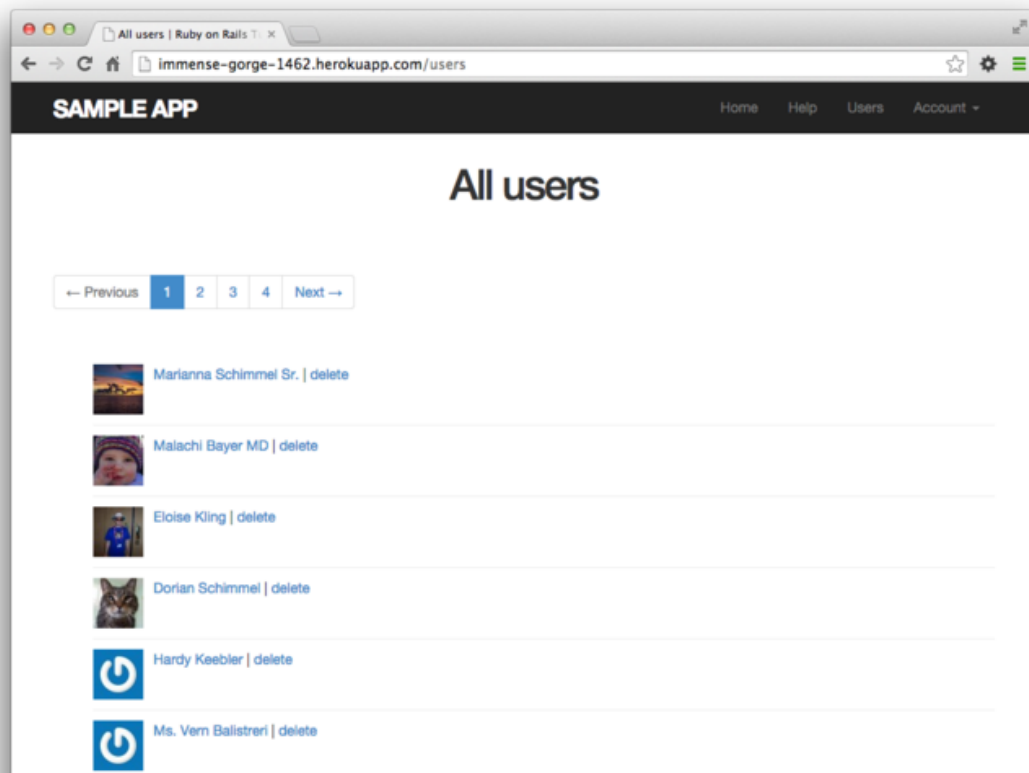 All users | Ruby on Rails T
immense-gorge-1462.herokuapp.com/users
SAMPLE APP Home Help Users Account
All users
← Previous 1 2 3 4 Next →
Marianna Schimmel Sr. | delete
Malachi Bayer MD | delete
Eloise Kling | delete
Dorian Schimmel | delete
Hardy Keebler | delete
Ms. Vern Balistreri | delete